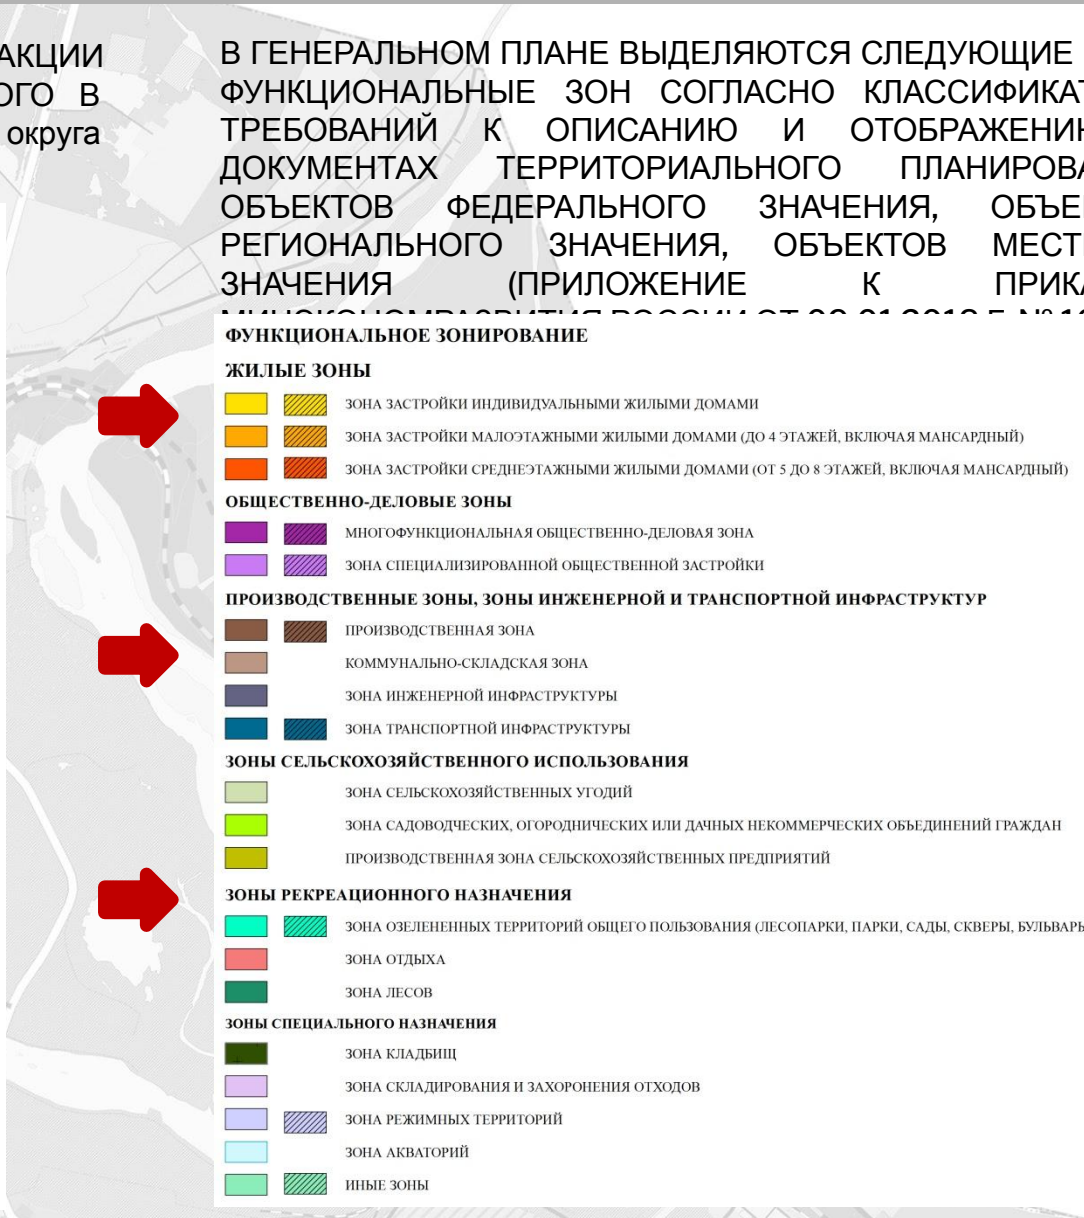 АКЦИИ
ОГО В
округа
В ГЕНЕРАЛЬНОМ ПЛАНЕ ВЫДЕЛЯЮТСЯ СЛЕДУЮЩИЕ
ФУНКЦИОНАЛЬНЫЕ ЗОН СОГЛАСНО КЛАССИФИКАТ
ТРЕБОВАНИЙ К ОПИСАНИЮ И ОТОБРАЖЕНИЮ
ДОКУМЕНТАХ ТЕРРИТОРИАЛЬНОГО ПЛАНИРОВА
ОБЪЕКТОВ ФЕДЕРАЛЬНОГО ЗНАЧЕНИЯ, ОБЪЕ
РЕГИОНАЛЬНОГО ЗНАЧЕНИЯ, ОБЪЕКТОВ МЕСТ
ЗНАЧЕНИЯ (ПРИЛОЖЕНИЕ К ПРИКА
МИНЭКОНОМРАЗВИТИЯ РОССИИ ОТ
ФУНКЦИОНАЛЬНОЕ ЗОНИРОВАНИЕ
ЖИЛЫЕ ЗОНЫ
ЗОНА ЗАСТРОЙКИ ИНДИВИДУАЛЬНЫМИ ЖИЛЫМИ ДОМАМИ
ЗОНА ЗАСТРОЙКИ МАЛОЭТАЖНЫМИ ЖИЛЫМИ ДОМАМИ (ДО 4 ЭТАЖЕЙ, ВКЛЮЧАЯ МАНСАРДНЫЙ)
ЗОНА ЗАСТРОЙКИ СРЕДНЕЭТАЖНЫМИ ЖИЛЫМИ ДОМАМИ (ОТ 5 ДО 8 ЭТАЖЕЙ, ВКЛЮЧАЯ МАНСАРДНЫЙ)
ОБЩЕСТВЕННО-ДЕЛОВЫЕ ЗОНЫ
МНОГОФУНКЦИОНАЛЬНАЯ ОБЩЕСТВЕННО-ДЕЛОВАЯ ЗОНА
ЗОНА СПЕЦИАЛИЗИРОВАННОЙ ОБЩЕСТВЕННОЙ ЗАСТРОЙКИ
ПРОИЗВОДСТВЕННЫЕ ЗОНЫ, ЗОНЫ ИНЖЕНЕРНОЙ И ТРАНСПОРТНОЙ ИНФРАСТРУКТУР
ПРОИЗВОДСТВЕННАЯ ЗОНА
КОММУНАЛЬНО-СКЛАДСКАЯ ЗОНА
ЗОНА ИНЖЕНЕРНОЙ ИНФРАСТРУКТУРЫ
ЗОНА ТРАНСПОРТНОЙ ИНФРАСТРУКТУРЫ
ЗОНЫ СЕЛЬСКОХОЗЯЙСТВЕННОГО ИСПОЛЬЗОВАНИЯ
ЗОНА СЕЛЬСКОХОЗЯЙСТВЕННЫХ УГОДИЙ
ЗОНА САДОВОДЧЕСКИХ, ОГОРОДНИЧЕСКИХ ИЛИ ДАЧНЫХ НЕКОММЕРЧЕСКИХ ОБЪЕДИНЕНИЙ ГРАЖДАН
ПРОИЗВОДСТВЕННАЯ ЗОНА СЕЛЬСКОХОЗЯЙСТВЕННЫХ ПРЕДПРИЯТИЙ
ЗОНЫ РЕКРЕАЦИОННОГО НАЗНАЧЕНИЯ
ЗОНА ОЗЕЛЕНЕННЫХ ТЕРРИТОРИЙ ОБЩЕГО ПОЛЬЗОВАНИЯ (ЛЕСОПАРКИ, ПАРКИ, САДЫ, СКВЕРЫ, БУЛЬВАРЫ
ЗОНА ОТДЫХА
ЗОНА ЛЕСОВ
ЗОНЫ СПЕЦИАЛЬНОГО НАЗНАЧЕНИЯ
ЗОНА КЛАДБИЩ
ЗОНА СКЛАДИРОВАНИЯ И ЗАХОРОНЕНИЯ ОТХОДОВ
ЗОНА РЕЖИМНЫХ ТЕРРИТОРИЙ
ЗОНА АКВАТОРИЙ
ИНЫЕ ЗОНЫ